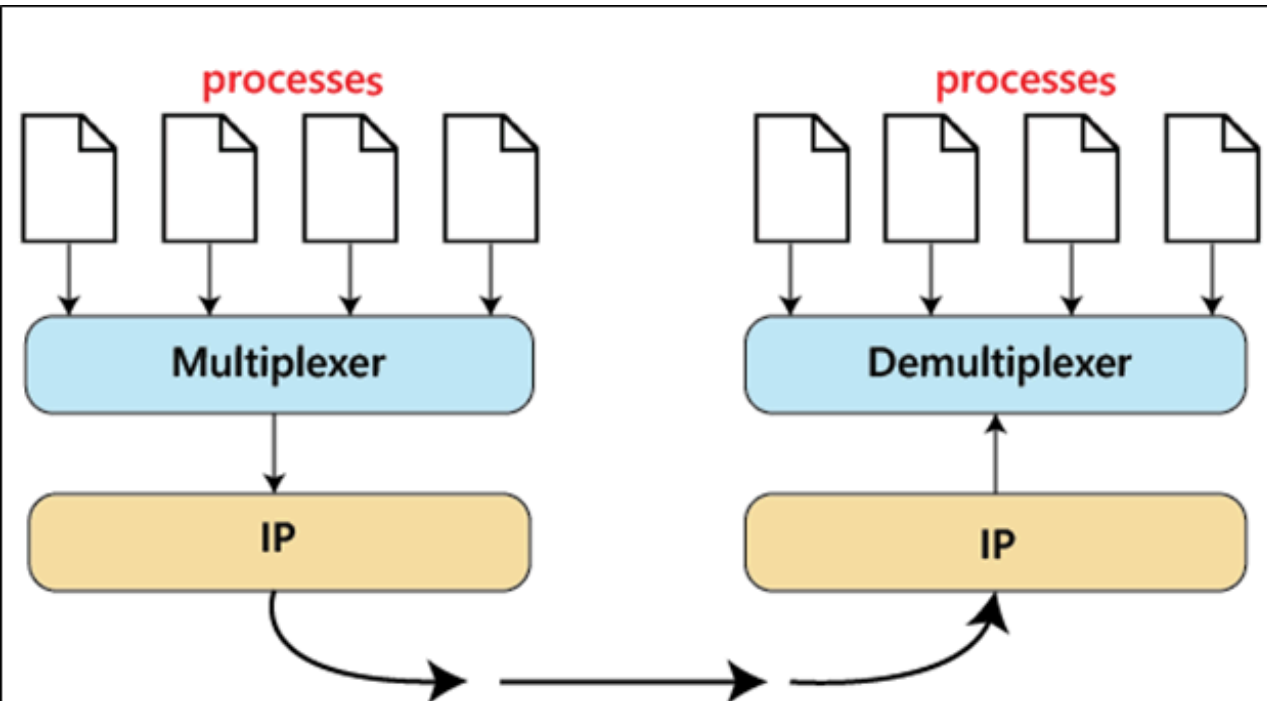 processes
processes
Multiplexer
Demultiplexer
IP
IP